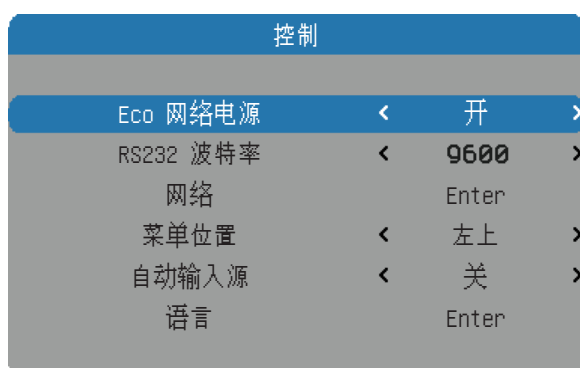 控制
Eco 网络电源 < 开 >
RS232 波特率 < 9600 >
网络 Enter
菜单位置 < 左上 >
自动输入源 < 关 >
语言 Enter